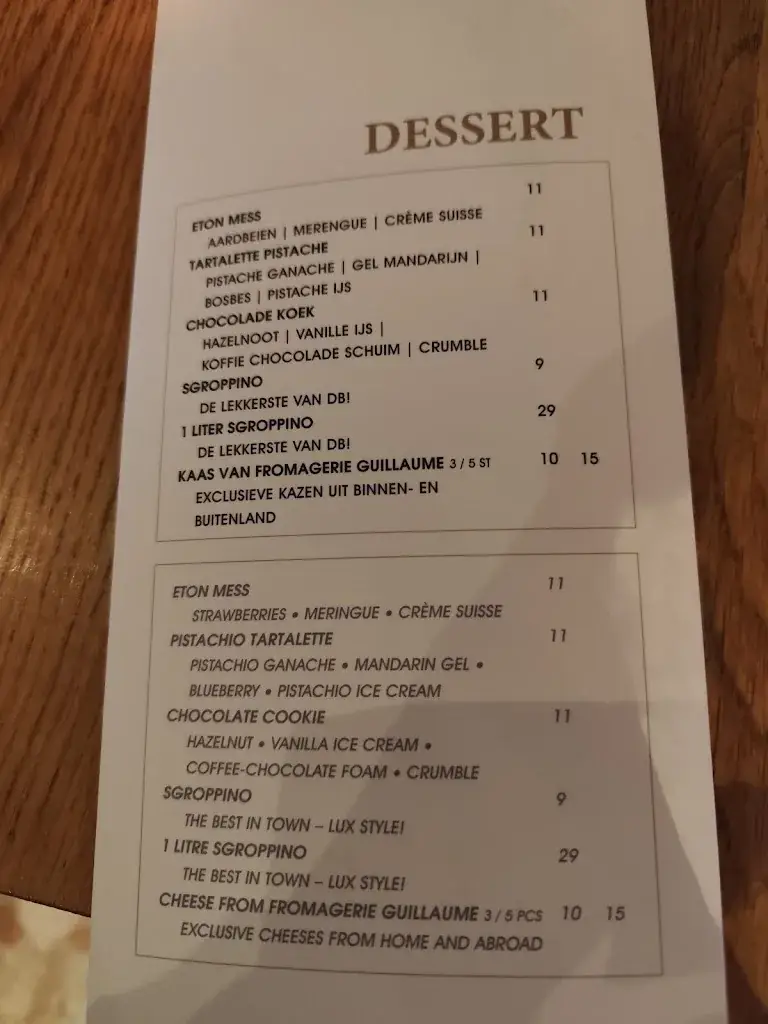 DESSERT
ETON MESS 11
AARDBEIEN | MERENGUE | CRÈME SUISSE
TARTALETTE PISTACHE 11
PISTACHE GANACHE | GEL MANDARIJN |
BOSBES | PISTACHE IJS
CHOCOLADE KOEK 11
HAZELNOOT | VANILLE IJS |
KOFFIE CHOCOLADE SCHUIM | CRUMBLE
SGROPPINO 9
DE LEKKERSTE VAN DB!
1 LITER SGROPPINO 29
DE LEKKERSTE VAN DB!
KAAS VAN FROMAGERIE GUILLAUME 3 / 5 ST 10 15
EXCLUSIEVE KAZEN UIT BINNEN- EN
BUITENLAND
ETON MESS 11
STRAWBERRIES • MERINGUE • CRÈME SUISSE
PISTACHIO TARTALETTE 11
PISTACHIO GANACHE • MANDARIN GEL •
BLUEBERRY • PISTACHIO ICE CREAM
CHOCOLATE COOKIE 11
HAZELNUT • VANILLA ICE CREAM •
COFFEE-CHOCOLATE FOAM • CRUMBLE
SGROPPINO 9
THE BEST IN TOWN – LUX STYLE!
1 LITRE SGROPPINO 29
THE BEST IN TOWN – LUX STYLE!
CHEESE FROM FROMAGERIE GUILLAUME 3 / 5 PCS 10 15
EXCLUSIVE CHEESES FROM HOME AND ABROAD